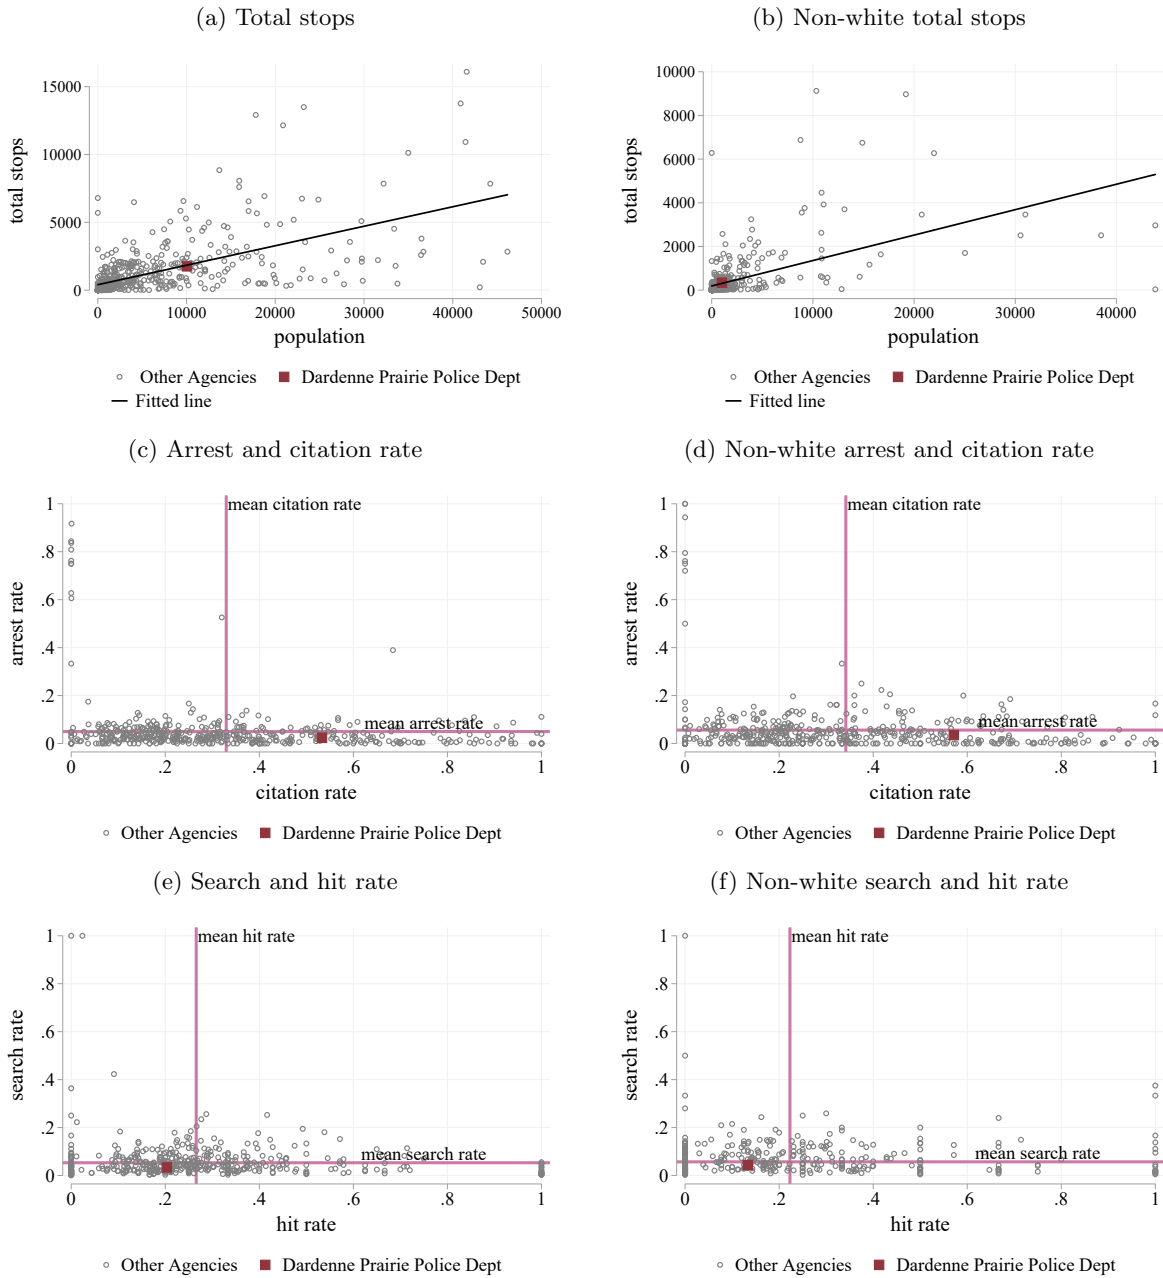 (a) Total stops
total stops
15000
10000
5000
0
0 10000 20000 30000 40000 50000
population
Other Agencies Dardenne Prairie Police Dept
Fitted line
(b) Non-white total stops
total stops
10000
8000
6000
4000
2000
0
0 10000 20000 30000 40000
population
Other Agencies Dardenne Prairie Police Dept
Fitted line
(c) Arrest and citation rate
mean citation rate
arrest rate
1
.8
.6
.4
.2
0
mean arrest rate
0 .2 .4 .6 .8 1
citation rate
Other Agencies Dardenne Prairie Police Dept
(d) Non-white arrest and citation rate
mean citation rate
arrest rate
1
.8
.6
.4
.2
0
mean arrest rate
0 .2 .4 .6 .8 1
citation rate
Other Agencies Dardenne Prairie Police Dept
(e) Search and hit rate
mean hit rate
search rate
1
.8
.6
.4
.2
0
mean search rate
0 .2 .4 .6 .8 1
hit rate
Other Agencies Dardenne Prairie Police Dept
(f) Non-white search and hit rate
mean hit rate
search rate
1
.8
.6
.4
.2
0
mean search rate
0 .2 .4 .6 .8 1
hit rate
Other Agencies Dardenne Prairie Police Dept